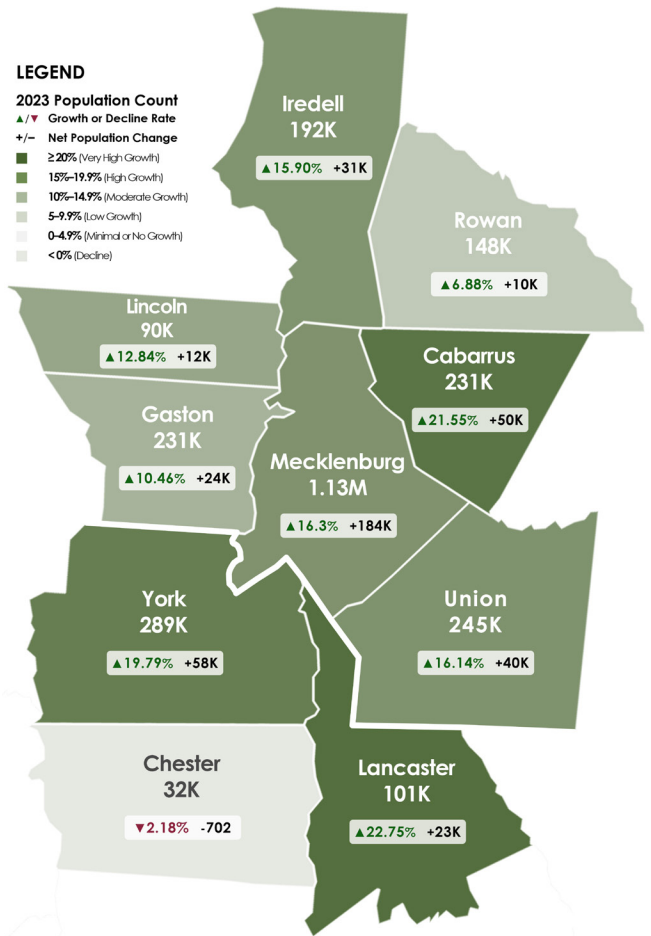 LEGEND
2023 Population Count
▲/▼ Growth or Decline Rate
+/− Net Population Change
≥20% (Very High Growth)
15%–19.9% (High Growth)
10%–14.9% (Moderate Growth)
5–9.9% (Low Growth)
0–4.9% (Minimal or No Growth)
<0% (Decline)
Iredell
192K
▲15.90% +31K
Rowan
148K
▲6.88% +10K
Lincoln
90K
▲12.84% +12K
Cabarrus
231K
▲21.55% +50K
Gaston
231K
▲10.46% +24K
Mecklenburg
1.13M
▲16.3% +184K
York
289K
▲19.79% +58K
Union
245K
▲16.14% +40K
Chester
32K
▼2.18% -702
Lancaster
101K
▲22.75% +23K